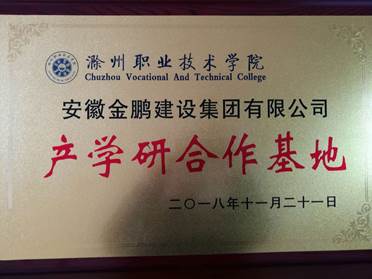 滁州职业技术学院
Chuzhou Vocational And Technical College
安徽金鹏建设集团有限公司
产学研合作基地
二〇一八年十一月二十一日